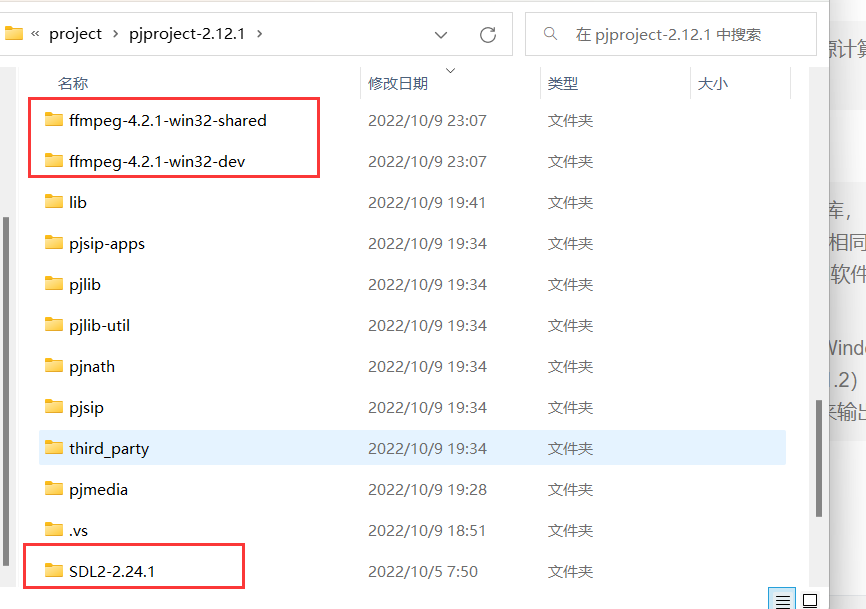 « project › pjproject-2.12.1 ›
在 pjproject-2.12.1 中搜索
名称 修改日期 类型 大小
ffmpeg-4.2.1-win32-shared 2022/10/9 23:07 文件夹
ffmpeg-4.2.1-win32-dev 2022/10/9 23:07 文件夹
lib 2022/10/9 19:41 文件夹
pjsip-apps 2022/10/9 19:34 文件夹
pjlib 2022/10/9 19:34 文件夹
pjlib-util 2022/10/9 19:34 文件夹
pjnath 2022/10/9 19:34 文件夹
pjsip 2022/10/9 19:34 文件夹
third_party 2022/10/9 19:34 文件夹
pjmedia 2022/10/9 19:28 文件夹
.vs 2022/10/9 18:51 文件夹
SDL2-2.24.1 2022/10/5 7:50 文件夹
库，
相同
软件
.2)
输出